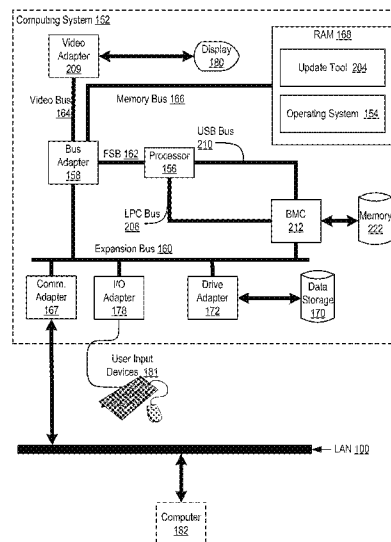 Computing System 152
Video Adapter 209
Display 180
RAM 168
Update Tool 204
Operating System 154
Video Bus 164
Memory Bus 166
USB Bus 210
Bus Adapter 158
FSB 162
Processor 156
LPC Bus 208
BMC 212
Memory 222
Expansion Bus 160
Comm. Adapter 167
I/O Adapter 178
Drive Adapter 172
Data Storage 170
User Input Devices 181
LAN 100
Computer 182